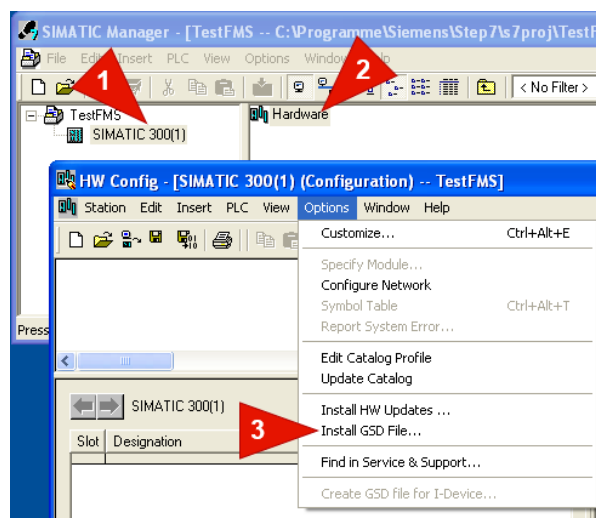 SIMATIC Manager - [TestFMS -- C:\Programme\Siemens\Step7\s7proj\TestF
File Edit Insert PLC View Options Window
1
2
< No Filter >
TestFMS
SIMATIC 300(1)
Hardware
HW Config - [SIMATIC 300(1) (Configuration) -- TestFMS]
Station Edit Insert PLC View Options Window Help
Customize... Ctrl+Alt+E
Specify Module...
Configure Network
Symbol Table Ctrl+Alt+T
Report System Error...
Press
Edit Catalog Profile
Update Catalog
SIMATIC 300(1)
Install HW Updates ...
3
Install GSD File...
Slot Designation
Find in Service & Support...
Create GSD file for I-Device...